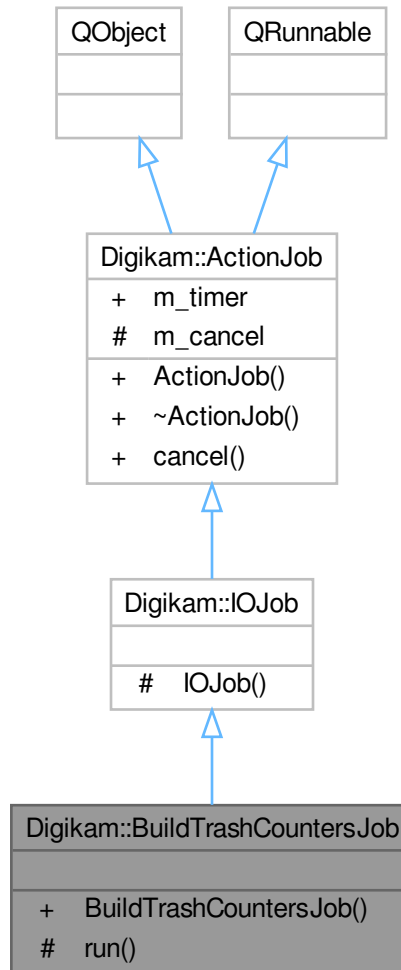 QObject
QRunnable
Digikam::ActionJob
+ m_timer
# m_cancel
+ ActionJob()
+ ~ActionJob()
+ cancel()
Digikam::IOJob
# IOJob()
Digikam::BuildTrashCountersJob
+ BuildTrashCountersJob()
# run()